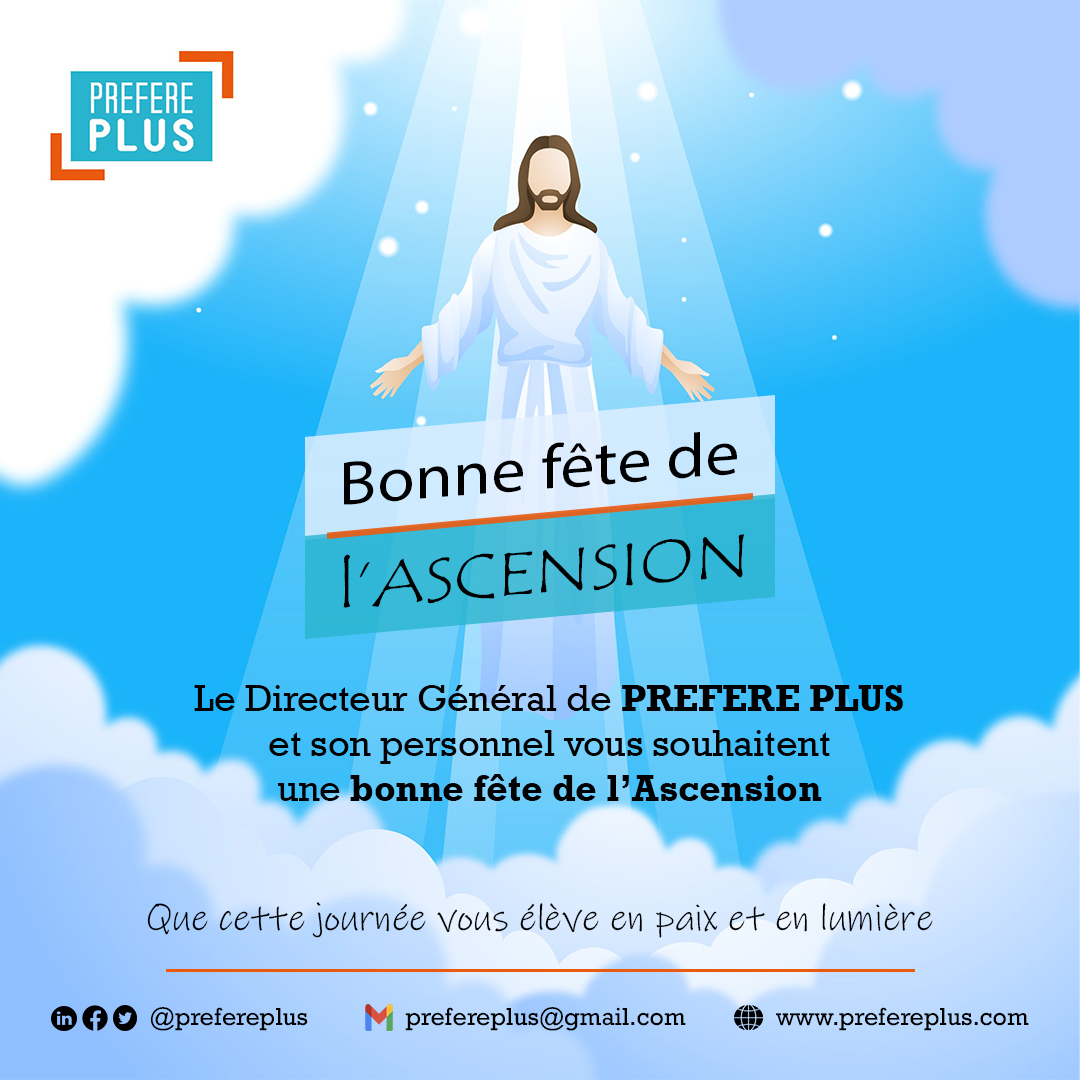 PREFERE
PLUS
Bonne fête de
l'ASCENSION
Le Directeur Général de PREFERE PLUS
et son personnel vous souhaitent
une bonne fête de l'Ascension
Que cette journée vous élève en paix et en lumière
@prefereplus prefereplus@gmail.com www.prefereplus.com